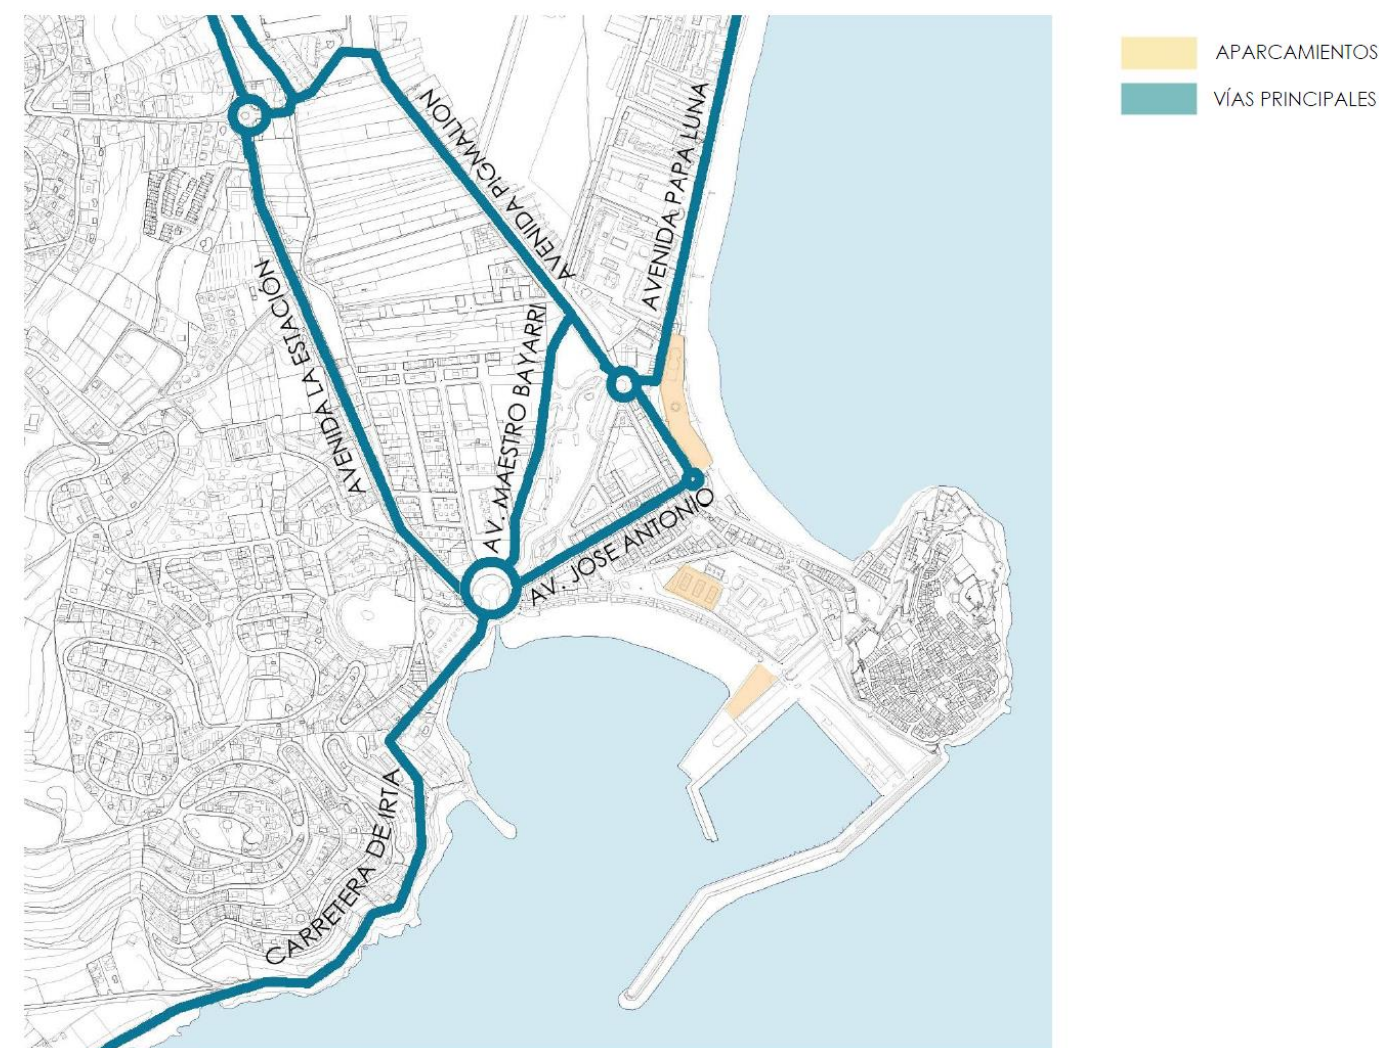 APARCAMIENTOS
VÍAS PRINCIPALES
AVENIDA PIGMALION
AVENIDA PAPA LUNA
AVENIDA LA ESTACIÓN
AV. MAESTRO BAYARRI
AV. JOSE ANTONIO
CARRETERA DE IRTA